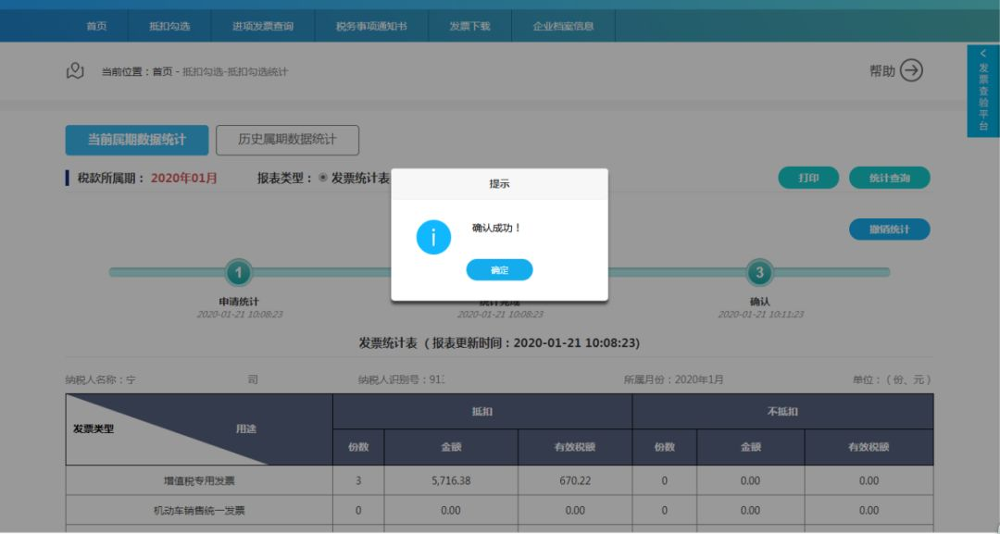 首页 抵扣勾选 进项发票查询 税务事项通知书 发票下载 企业档案信息
当前位置：首页 - 抵扣勾选-抵扣勾选统计
帮助
发票查验平台
当前属期数据统计 历史属期数据统计
税款所属期： 2020年01月 报表类型： 发票统计表
打印 统计查询
提示
确认成功！
确定
撤销统计
1 3
申请统计 统计完成 确认
2020-01-21 10:08:23 2020-01-21 10:08:23 2020-01-21 10:11:23
发票统计表（报表更新时间：2020-01-21 10:08:23)
纳税人名称：宁 司 纳税人识别号：91 所属月份：2020年1月 单位：（份、元）
发票类型 用途 抵扣 不抵扣
份数 金额 有效税额 份数 金额 有效税额
增值税专用发票 3 5,716.38 670.22 0 0.00 0.00
机动车销售统一发票 0 0.00 0.00 0 0.00 0.00